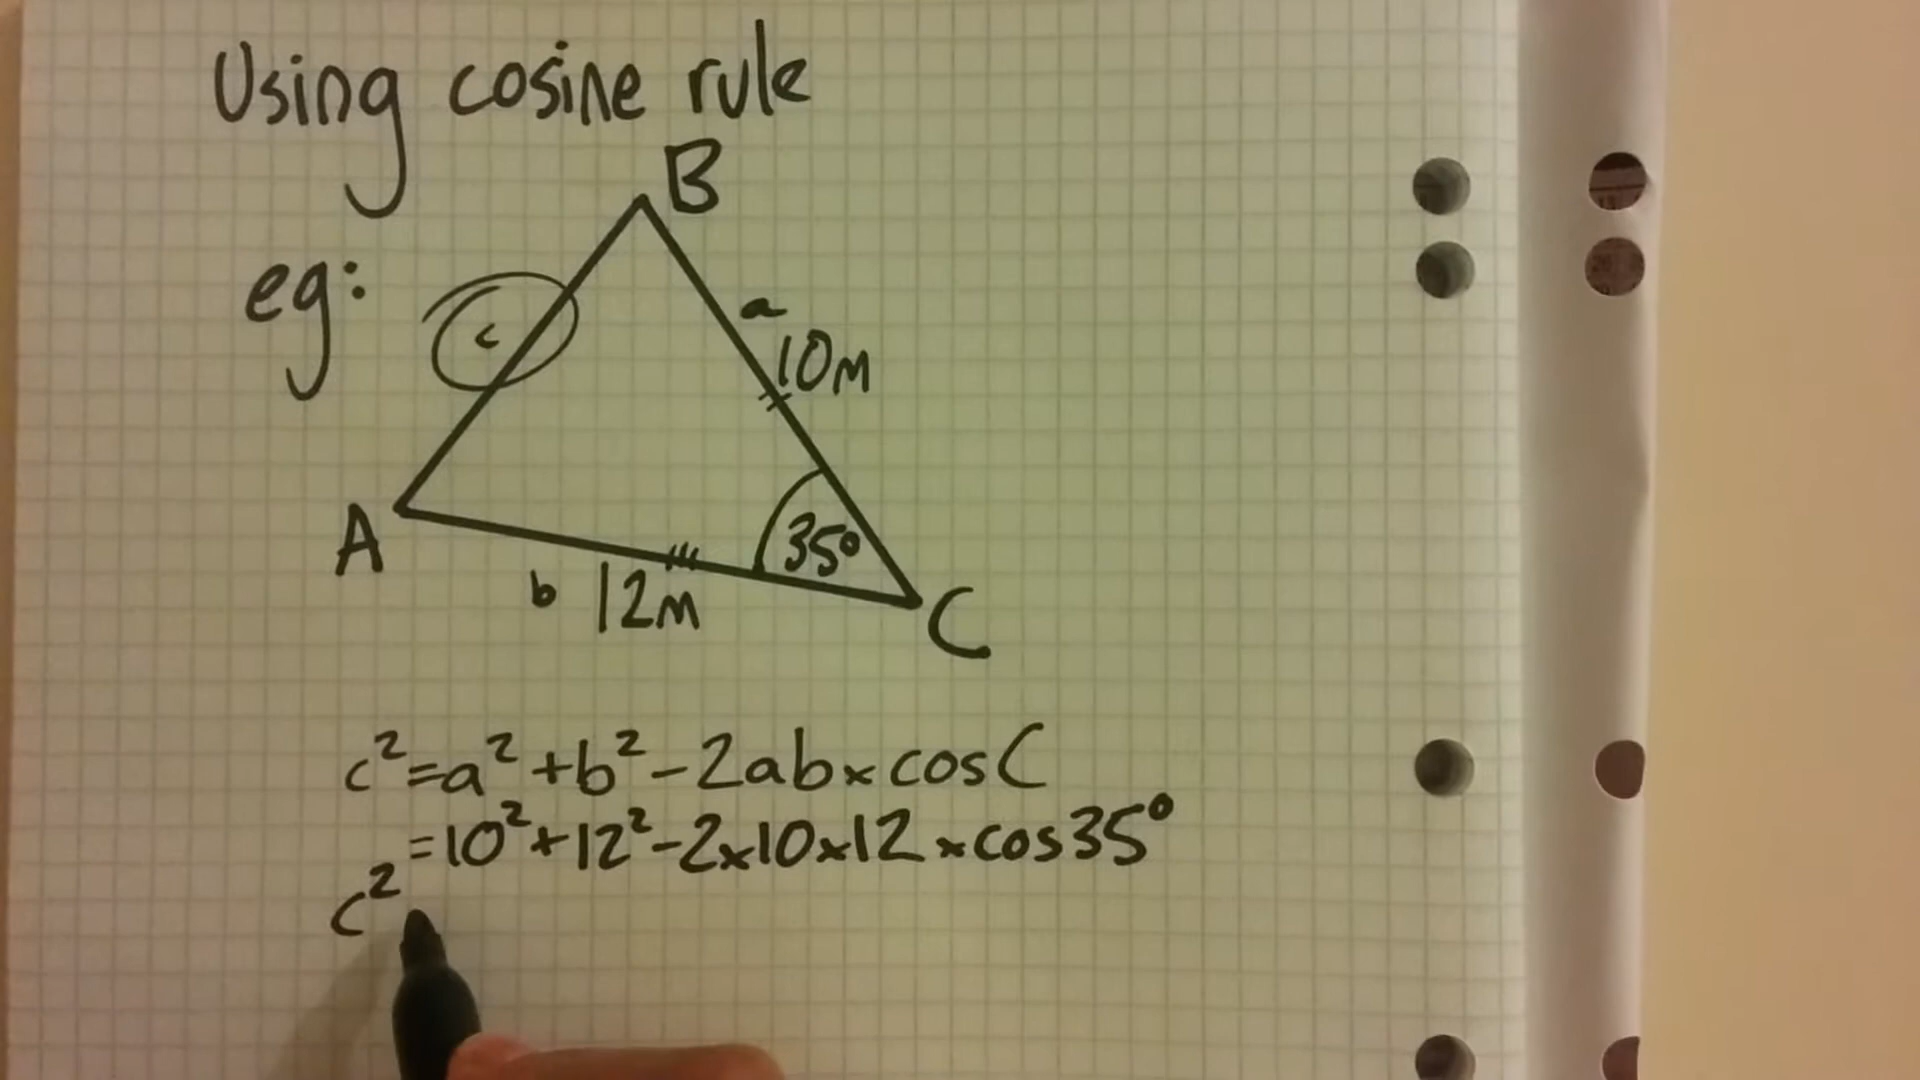 Using cosine rule
B
eg:
c
a
10m
A
35°
b 12m
C
c²=a²+b²-2ab×cosC
=10²+12²-2×10×12×cos35°
c²